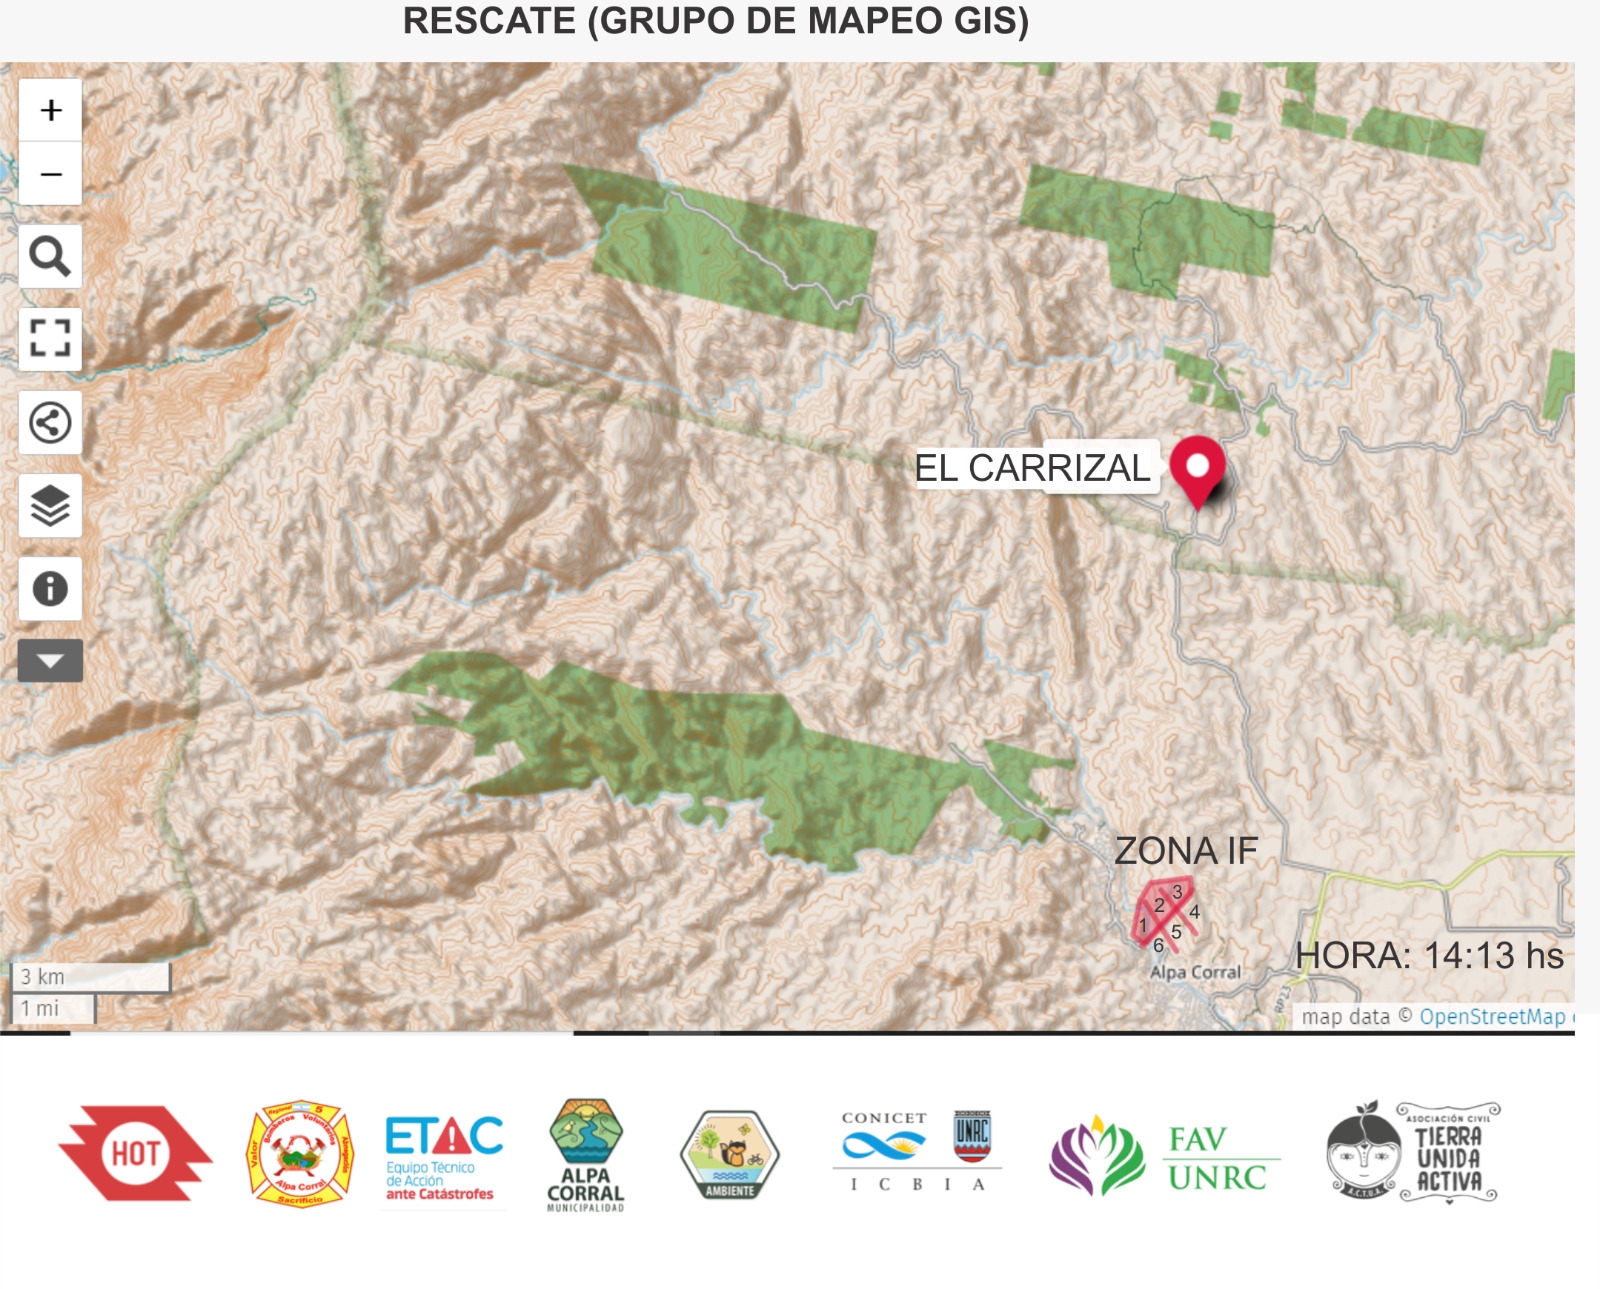 RESCATE (GRUPO DE MAPEO GIS)
+
−
EL CARRIZAL
ZONA IF
3
2
4
1
5
6
HORA: 14:13 hs
Alpa Corral
3 km
1 mi
RP23
map data © OpenStreetMap
HOT
Regional 5
Bomberos Voluntarios
Valor
Abnegación
Alpa Corral
Sacrificio
ETAC
Equipo Técnico
de Acción
ante Catástrofes
ALPA
CORRAL
MUNICIPALIDAD
AMBIENTE
CONICET
UNRC
I C B I A
FAV
UNRC
ASOCIACIÓN CIVIL
TIERRA
UNIDA
ACTIVA
A.C.T.U.A.